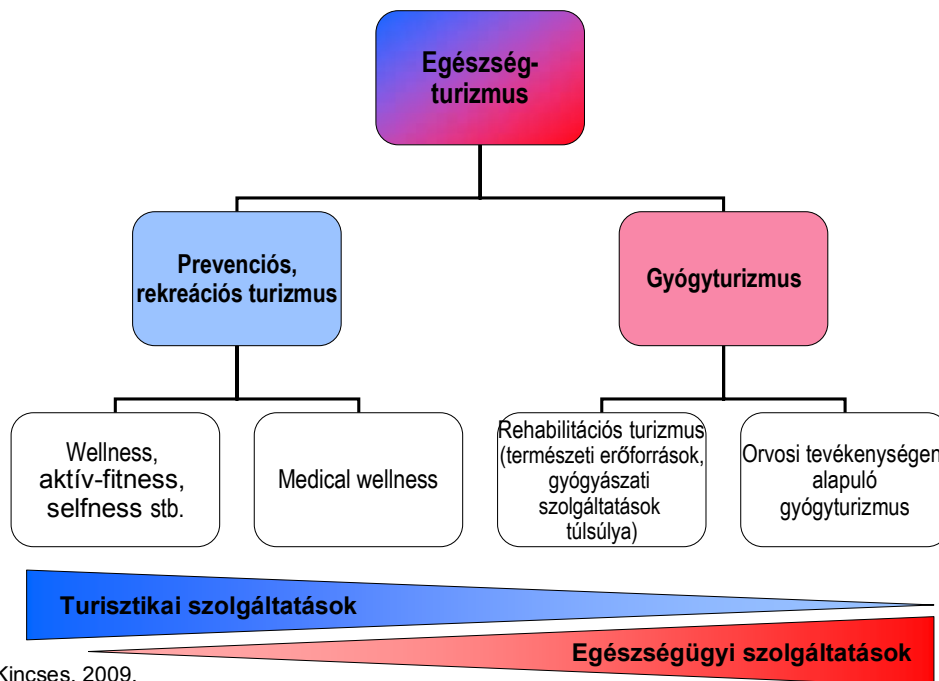 Egészség-
turizmus
Prevenciós,
rekreációs turizmus
Gyógyturizmus
Wellness,
aktív-fitness,
selfness stb.
Medical wellness
Rehabilitációs turizmus
(természeti erőforrások,
gyógyászati
szolgáltatások
túlsúlya)
Orvosi tevékenységen
alapuló
gyógyturizmus
Turisztikai szolgáltatások
Egészségügyi szolgáltatások
Kincses, 2009.